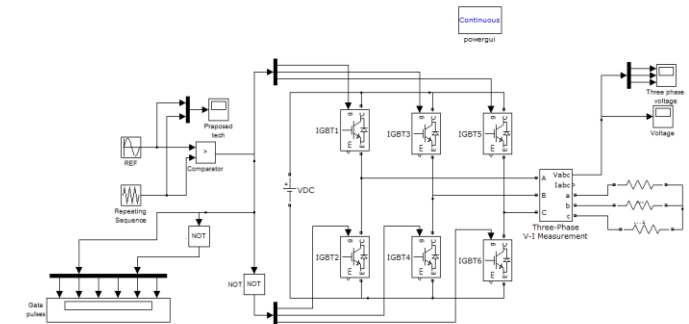 Continuous
powergui
Three phase
voltage
Voltage
Praposed
tech
REF
Comparator
>
Repeating
Sequence
NOT
NOT
NOT
Gate
pulses
IGBT1
IGBT3
IGBT5
IGBT2
IGBT4
IGBT6
g
C
m
E
g
C
m
E
g
C
m
E
g
C
m
E
g
C
m
E
g
C
m
E
+
VDC
A
B
C
Vabc
Iabc
a
b
c
Three-Phase
V-I Measurement